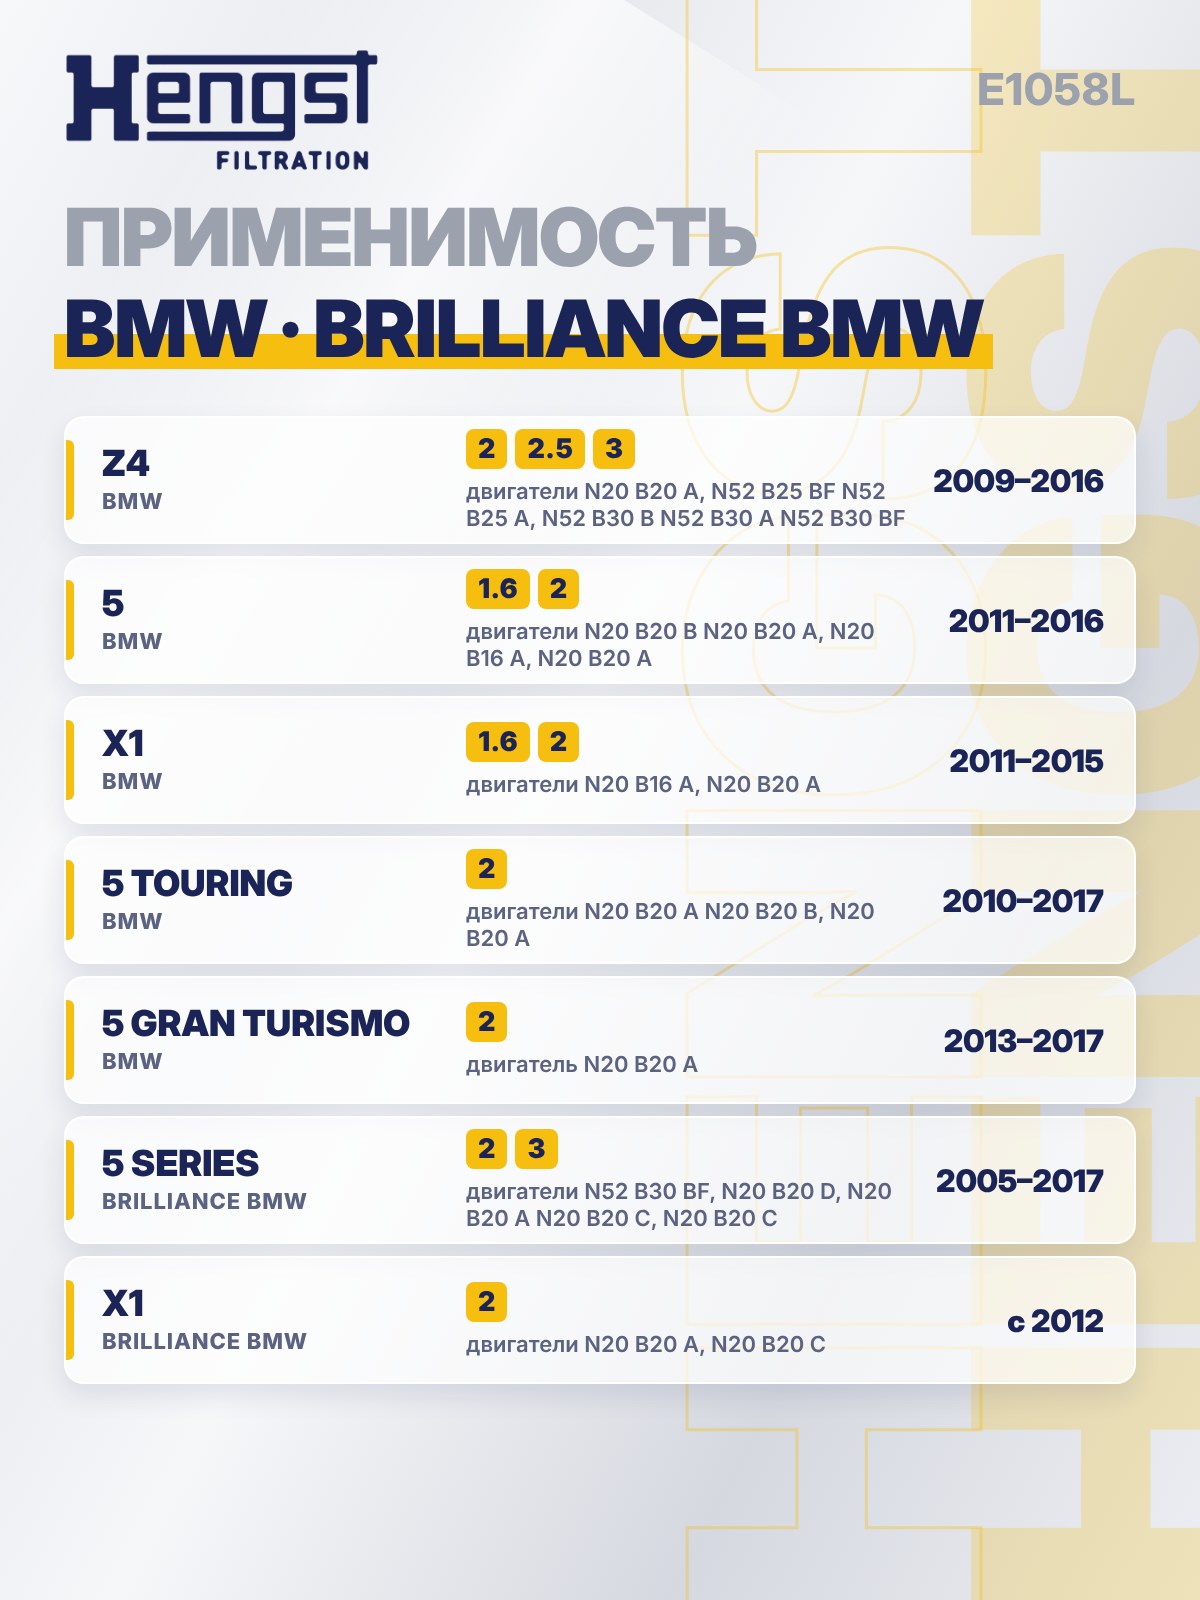 Hengst
FILTRATION
E1058L
ПРИМЕНИМОСТЬ
BMW · BRILLIANCE BMW
Z4
BMW
2 2.5 3
двигатели N20 B20 A, N52 B25 BF N52
B25 A, N52 B30 B N52 B30 A N52 B30 BF
2009–2016
5
BMW
1.6 2
двигатели N20 B20 B N20 B20 A, N20
B16 A, N20 B20 A
2011–2016
X1
BMW
1.6 2
двигатели N20 B16 A, N20 B20 A
2011–2015
5 TOURING
BMW
2
двигатели N20 B20 A N20 B20 B, N20
B20 A
2010–2017
5 GRAN TURISMO
BMW
2
двигатель N20 B20 A
2013–2017
5 SERIES
BRILLIANCE BMW
2 3
двигатели N52 B30 BF, N20 B20 D, N20
B20 A N20 B20 C, N20 B20 C
2005–2017
X1
BRILLIANCE BMW
2
двигатели N20 B20 A, N20 B20 C
с 2012
HENGST
HENGST